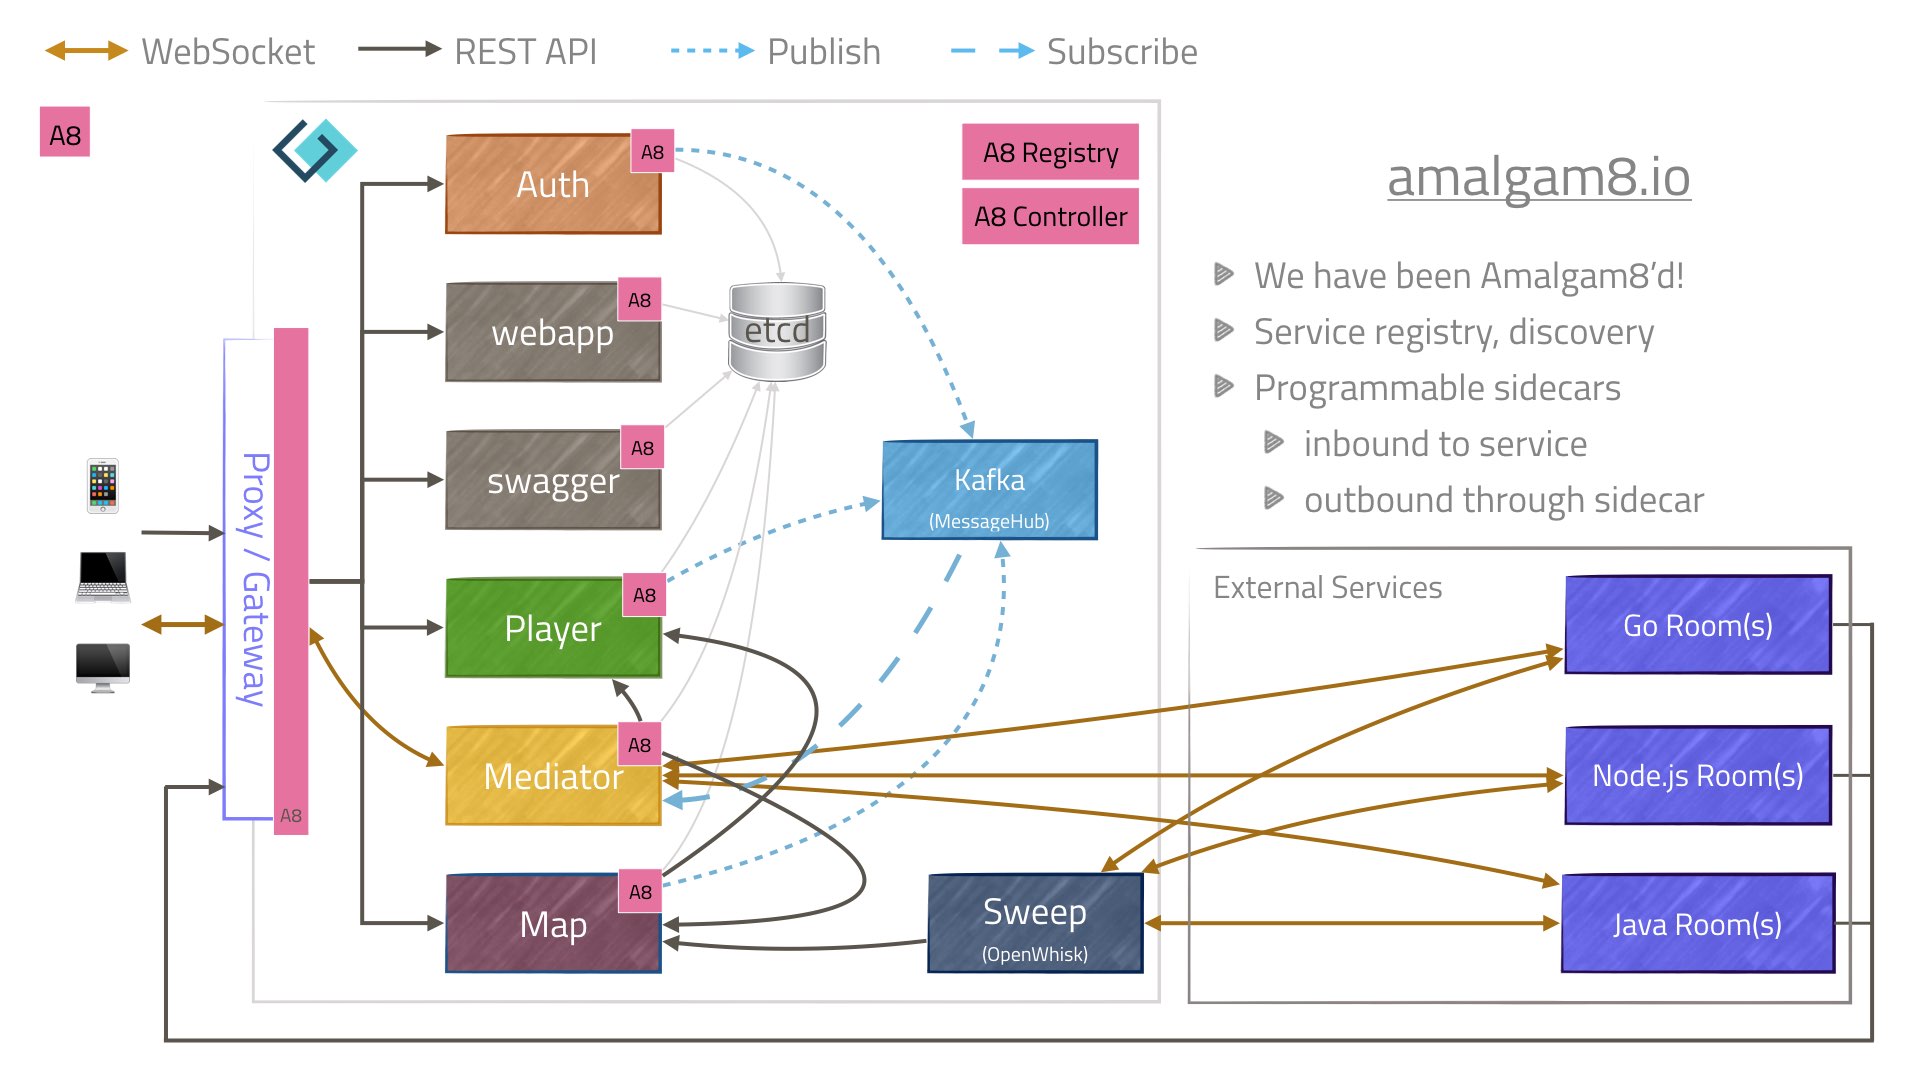 WebSocket
REST API
Publish
Subscribe
A8
Auth
A8
A8 Registry
A8 Controller
amalgam8.io
We have been Amalgam8’d!
Service registry, discovery
Programmable sidecars
inbound to service
outbound through sidecar
webapp
A8
etcd
swagger
A8
Kafka
(MessageHub)
Proxy / Gateway
A8
Player
A8
Mediator
A8
Map
A8
Sweep
(OpenWhisk)
External Services
Go Room(s)
Node.js Room(s)
Java Room(s)